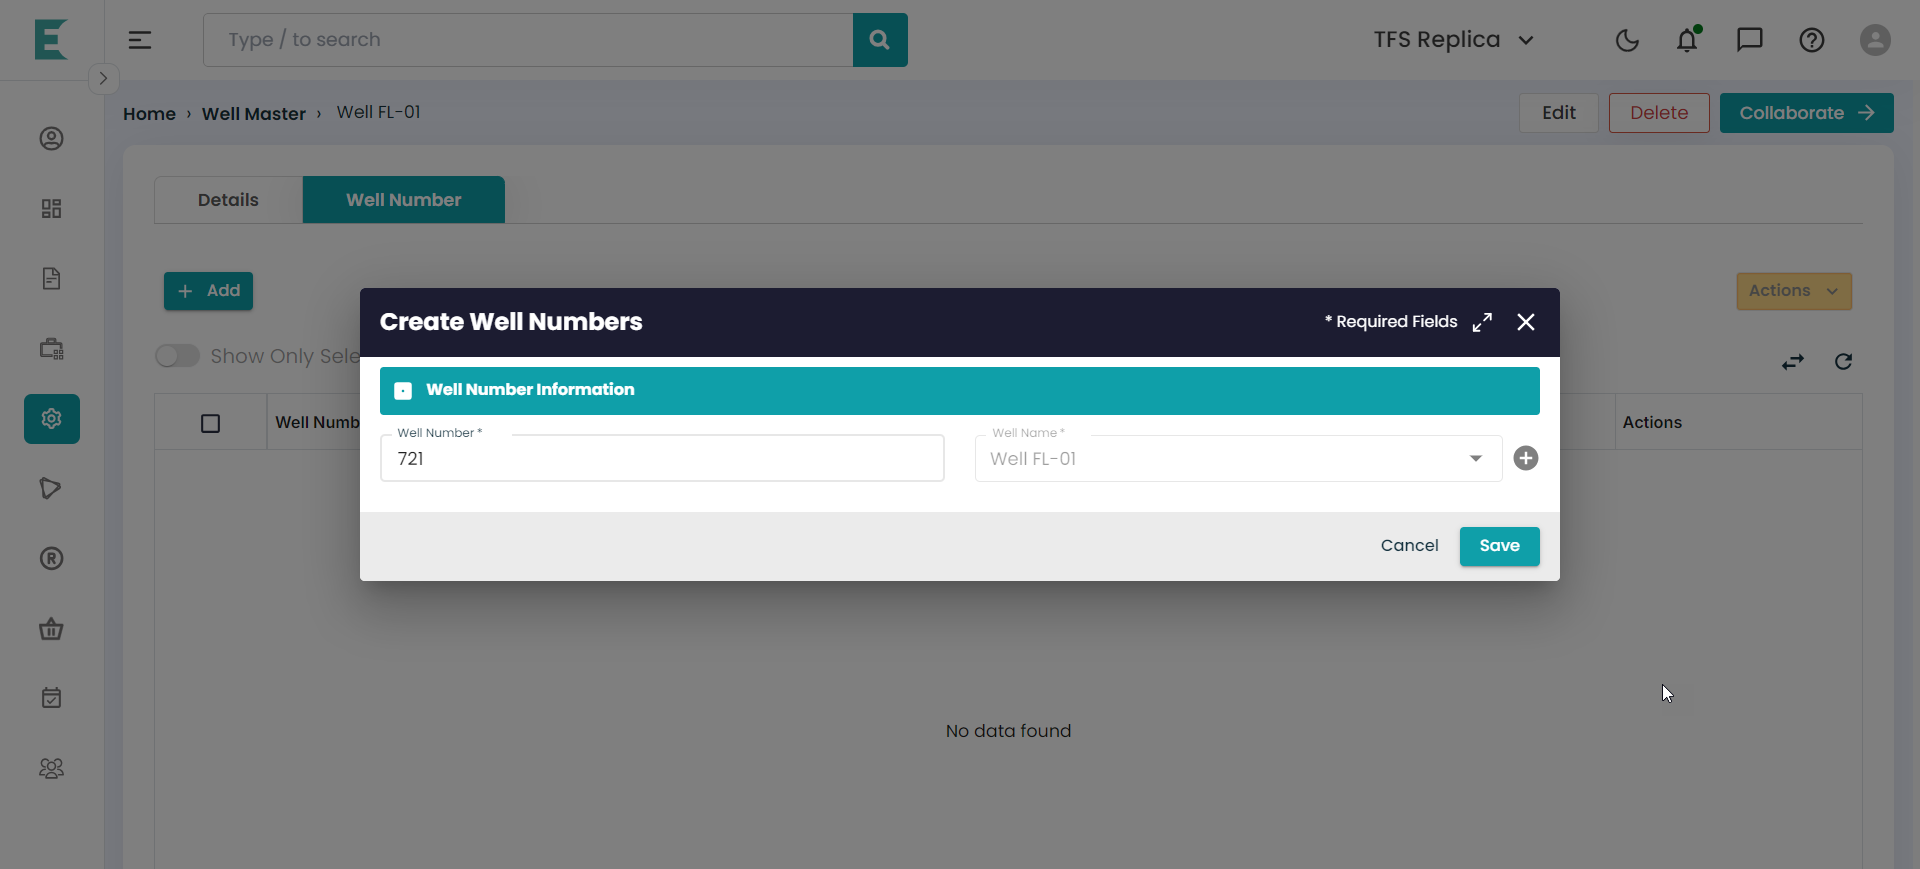 Type / to search
TFS Replica
Home › Well Master › Well FL-01
Edit
Delete
Collaborate
Details
Well Number
Add
Actions
Create Well Numbers
* Required Fields
Show Only Sele
Well Number Information
Well Numb
Actions
Well Number *
721
Well Name *
Well FL-01
Cancel
Save
No data found